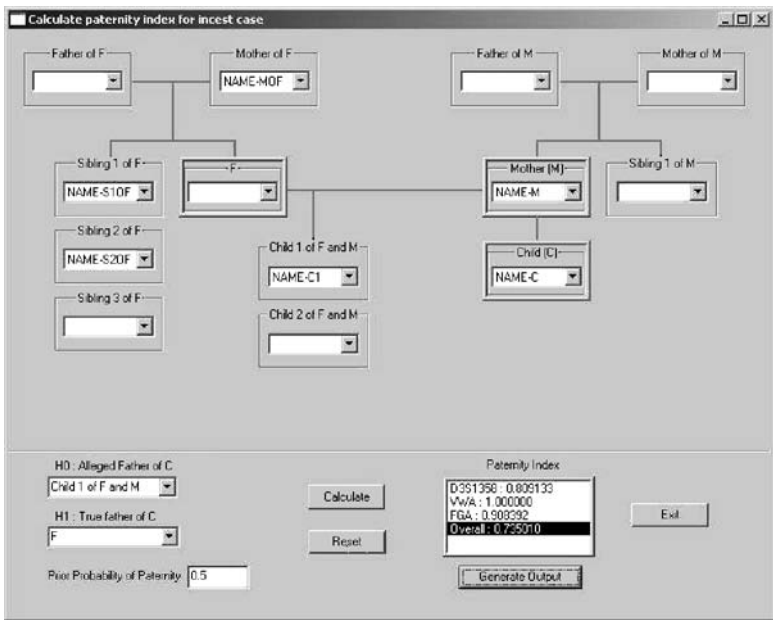 Calculate paternity index for incest case
Father of F
Mother of F
Father of M
Mother of M
NAME-MOF
Sibling 1 of F
F
Mother (M)
Sibling 1 of M
NAME-S1OF
NAME-M
Sibling 2 of F
Child 1 of F and M
Child (C)
NAME-S2OF
NAME-C1
NAME-C
Sibling 3 of F
Child 2 of F and M
H0 : Alleged Father of C
Child 1 of F and M
H1 : True father of C
F
Prior Probability of Paternity
0.5
Calculate
Reset
Paternity Index
D3S1358 : 0.809133
VWA : 1.000000
FGA : 0.908392
Overall : 0.735010
Generate Output
Exit